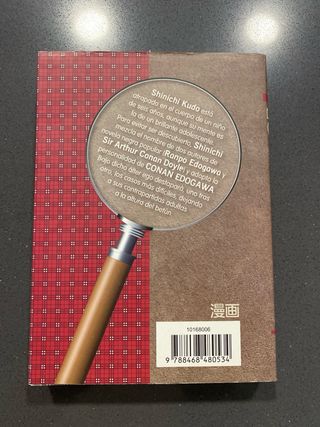 Shinichi Kudo está
atrapado en el cuerpo de un niño
de seis años, aunque su mente es
la de un brillante adolescente.
Para evitar ser descubierto, Shinichi
mezcla el nombre de dos autores de
novela negra popular (Ranpo Edogawa y
Sir Arthur Conan Doyle) y adopta la
personalidad de CONAN EDOGAWA.
Bajo dicho álter ego destapará, uno tras
otro, los casos más difíciles, dejando
a sus contrapartidas adultas
a la altura del betún
漫画
10168006
9 788468 480534